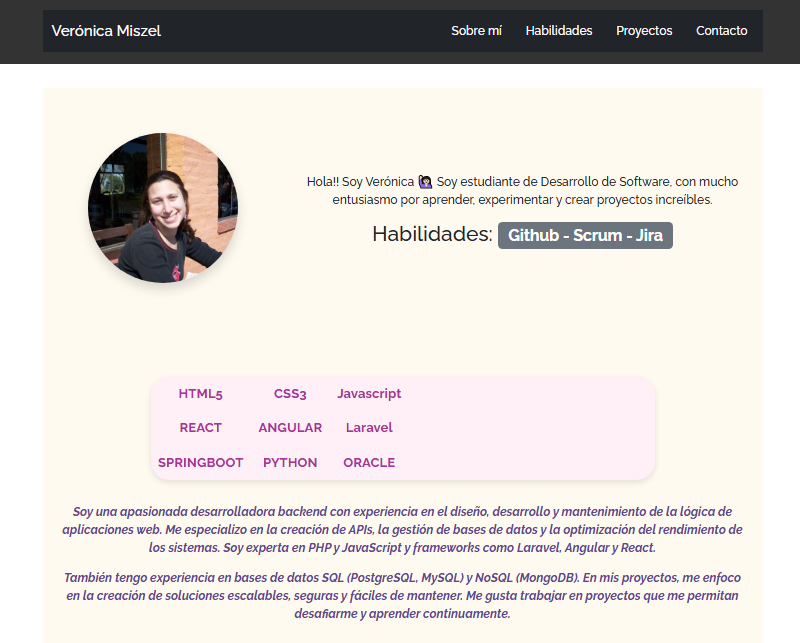 Verónica Miszel
Sobre mí Habilidades Proyectos Contacto
Hola!! Soy Verónica 🙋🏻‍♀️ Soy estudiante de Desarrollo de Software, con mucho
entusiasmo por aprender, experimentar y crear proyectos increíbles.
Habilidades: Github - Scrum - Jira
HTML5 CSS3 Javascript
REACT ANGULAR Laravel
SPRINGBOOT PYTHON ORACLE
Soy una apasionada desarrolladora backend con experiencia en el diseño, desarrollo y mantenimiento de la lógica de
aplicaciones web. Me especializo en la creación de APIs, la gestión de bases de datos y la optimización del rendimiento de
los sistemas. Soy experta en PHP y JavaScript y frameworks como Laravel, Angular y React.
También tengo experiencia en bases de datos SQL (PostgreSQL, MySQL) y NoSQL (MongoDB). En mis proyectos, me enfoco
en la creación de soluciones escalables, seguras y fáciles de mantener. Me gusta trabajar en proyectos que me permitan
desafiarme y aprender continuamente.